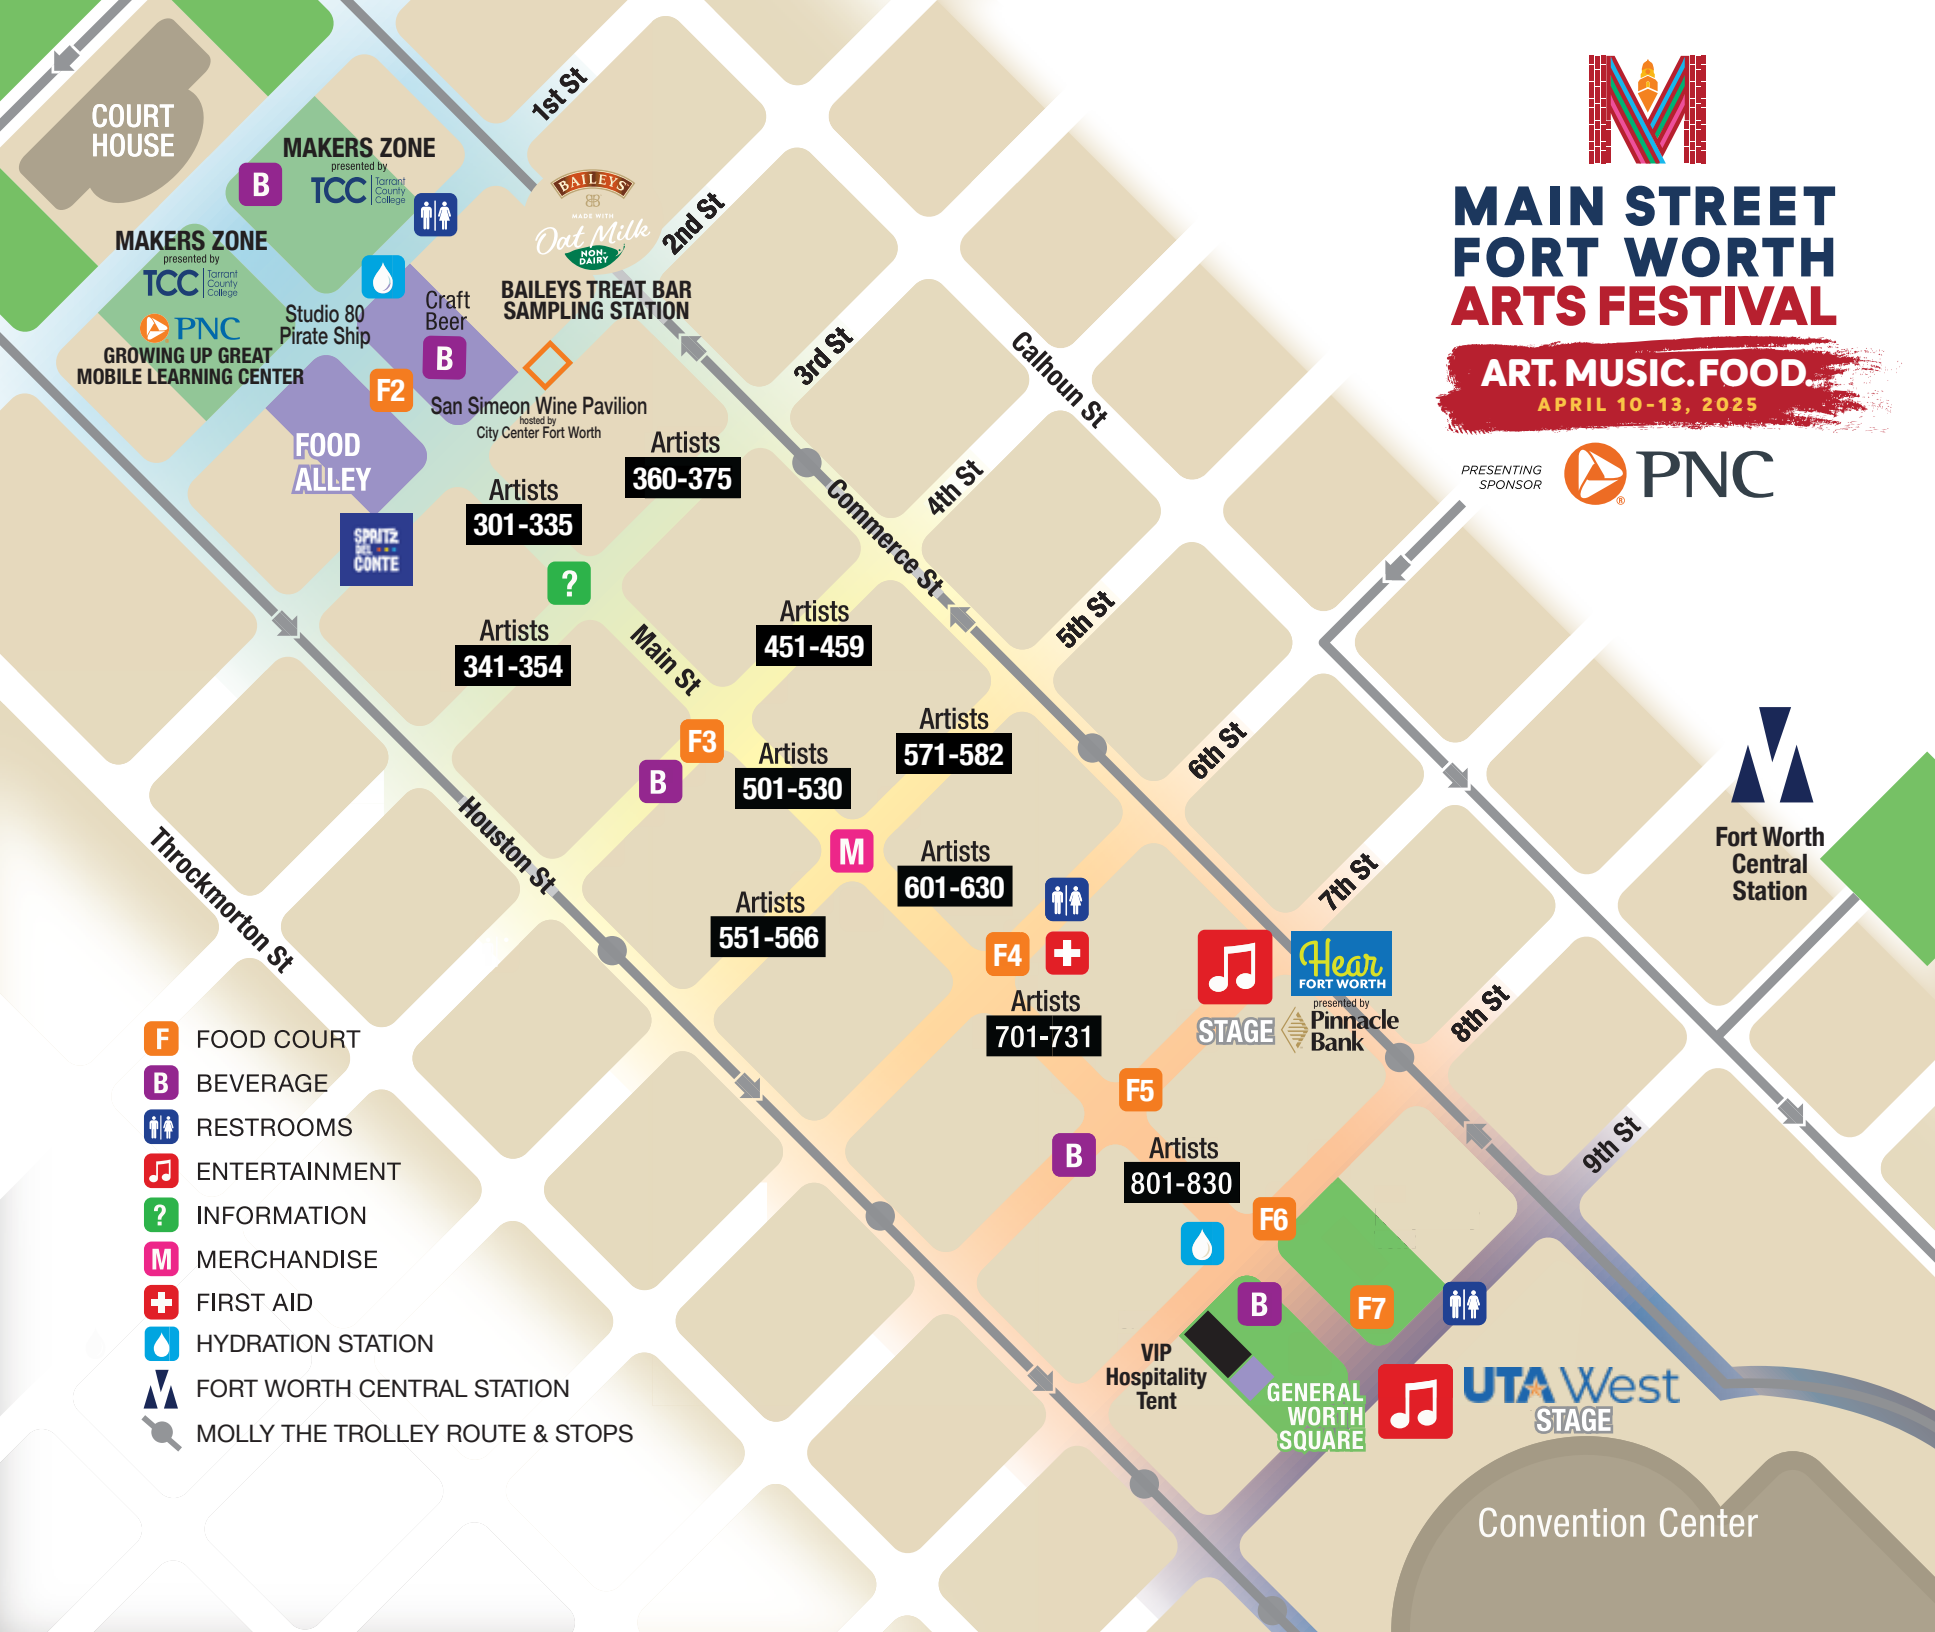 COURT
HOUSE
1st St
MAKERS ZONE
presented by
TCC Tarrant
County
College
B
BAILEYS
MADE WITH
Oat Milk
NON-
DAIRY
2nd St
MAKERS ZONE
presented by
TCC Tarrant
County
College
PNC
GROWING UP GREAT
MOBILE LEARNING CENTER
Studio 80
Pirate Ship
Craft
Beer
B
BAILEYS TREAT BAR
SAMPLING STATION
F2
San Simeon Wine Pavilion
hosted by
City Center Fort Worth
3rd St
Calhoun St
FOOD
ALLEY
SPRITZ
DEL
CONTE
Artists
360-375
Artists
301-335
?
4th St
Commerce St
Artists
341-354
Main St
Artists
451-459
5th St
F3
B
Artists
501-530
Artists
571-582
6th St
M
Artists
551-566
Artists
601-630
Houston St
Throckmorton St
7th St
F4
Artists
701-731
Hear
FORT WORTH
presented by
Pinnacle
Bank
STAGE
8th St
F5
B
Artists
801-830
9th St
F6
B
F7
VIP
Hospitality
Tent
GENERAL
WORTH
SQUARE
UTA West
STAGE
Convention Center
MAIN STREET
FORT WORTH
ARTS FESTIVAL
ART. MUSIC. FOOD.
APRIL 10-13, 2025
PRESENTING
SPONSOR
PNC
®
Fort Worth
Central
Station
F FOOD COURT
B BEVERAGE
RESTROOMS
ENTERTAINMENT
? INFORMATION
M MERCHANDISE
FIRST AID
HYDRATION STATION
FORT WORTH CENTRAL STATION
MOLLY THE TROLLEY ROUTE & STOPS